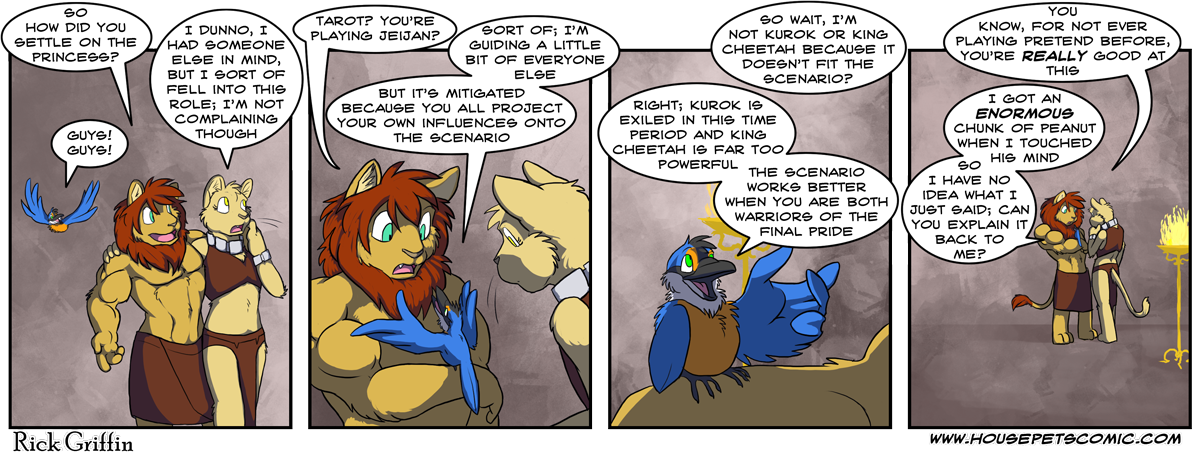 SO
HOW DID YOU
SETTLE ON THE
PRINCESS?
I DUNNO, I
HAD SOMEONE
ELSE IN MIND,
BUT I SORT OF
FELL INTO THIS
ROLE; I'M NOT
COMPLAINING
THOUGH
GUYS!
GUYS!
TAROT? YOU'RE
PLAYING JEIJAN?
SORT OF; I'M
GUIDING A LITTLE
BIT OF EVERYONE
ELSE
BUT IT'S MITIGATED
BECAUSE YOU ALL PROJECT
YOUR OWN INFLUENCES ONTO
THE SCENARIO
SO WAIT, I'M
NOT KUROK OR KING
CHEETAH BECAUSE IT
DOESN'T FIT THE
SCENARIO?
RIGHT; KUROK IS
EXILED IN THIS TIME
PERIOD AND KING
CHEETAH IS FAR TOO
POWERFUL
THE SCENARIO
WORKS BETTER
WHEN YOU ARE BOTH
WARRIORS OF THE
FINAL PRIDE
YOU
KNOW, FOR NOT EVER
PLAYING PRETEND BEFORE,
YOU'RE REALLY GOOD AT
THIS
I GOT AN
ENORMOUS
CHUNK OF PEANUT
WHEN I TOUCHED
HIS MIND
SO
I HAVE NO
IDEA WHAT I
JUST SAID; CAN
YOU EXPLAIN IT
BACK TO
ME?
Rick Griffin
WWW.HOUSEPETSCOMIC.COM